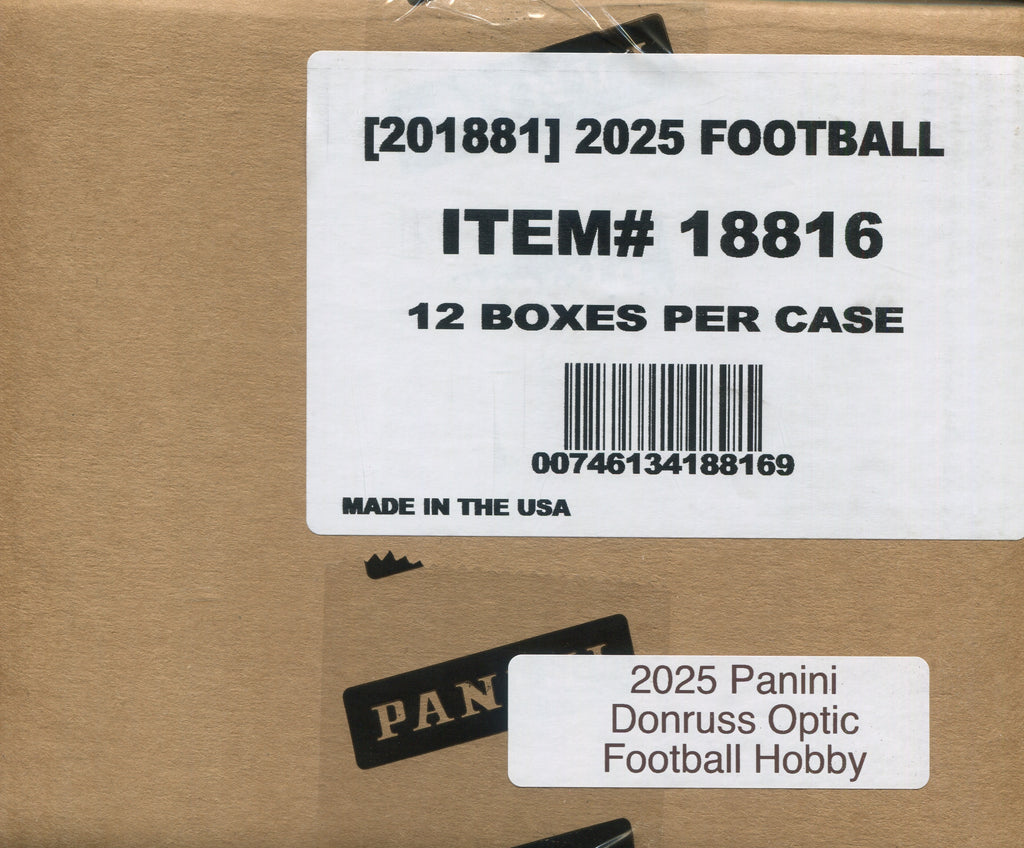 [201881] 2025 FOOTBALL
ITEM# 18816
12 BOXES PER CASE
00746134188169
MADE IN THE USA
2025 Panini
Donruss Optic
Football Hobby